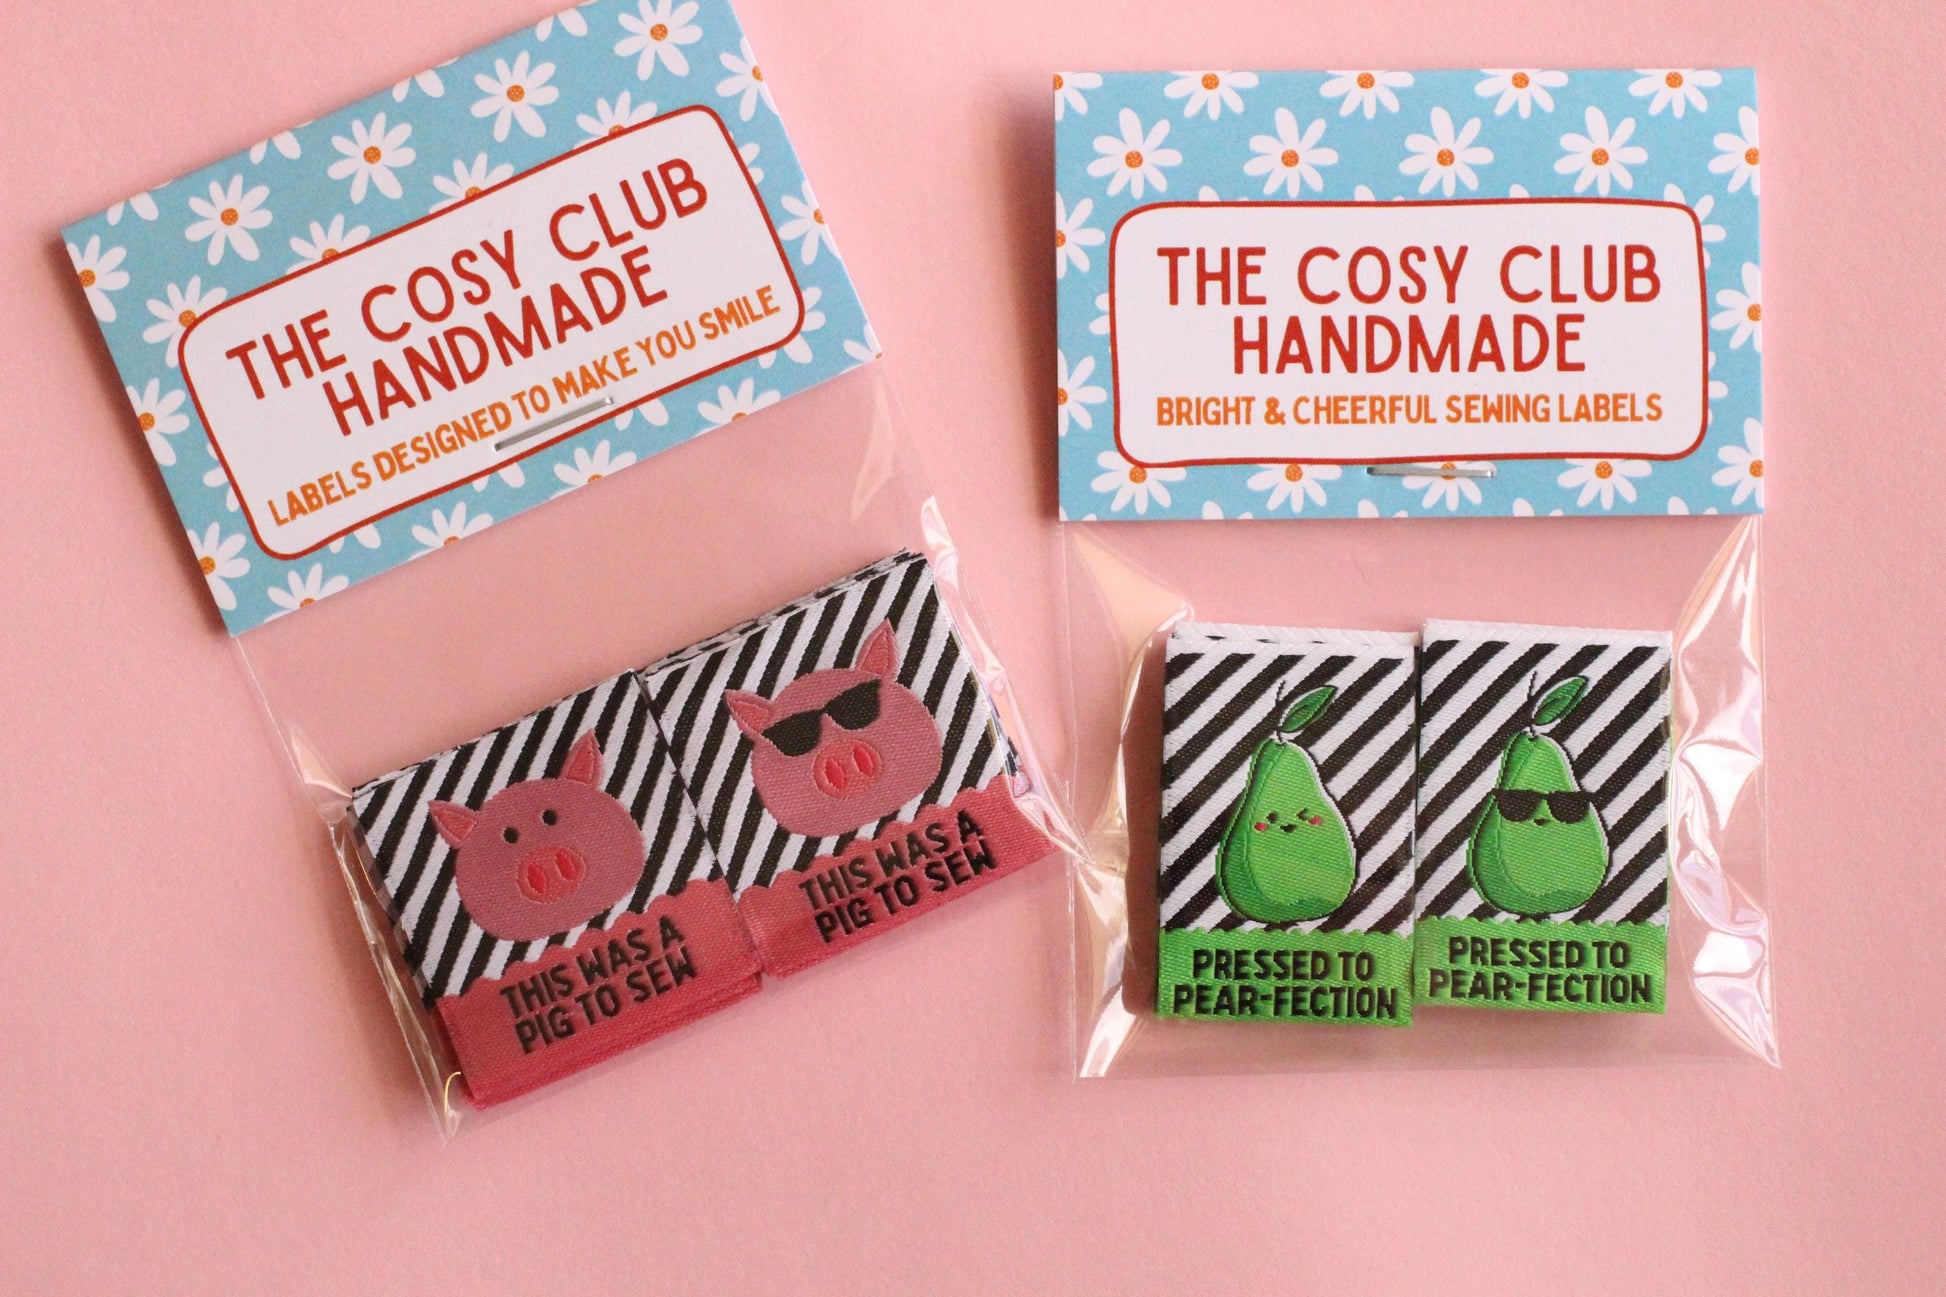 THE COSY CLUB
HANDMADE
LABELS DESIGNED TO MAKE YOU SMILE
THIS WAS A
PIG TO SEW
THIS WAS A
PIG TO SEW
THE COSY CLUB
HANDMADE
BRIGHT & CHEERFUL SEWING LABELS
PRESSED TO
PEAR-FECTION
PRESSED TO
PEAR-FECTION